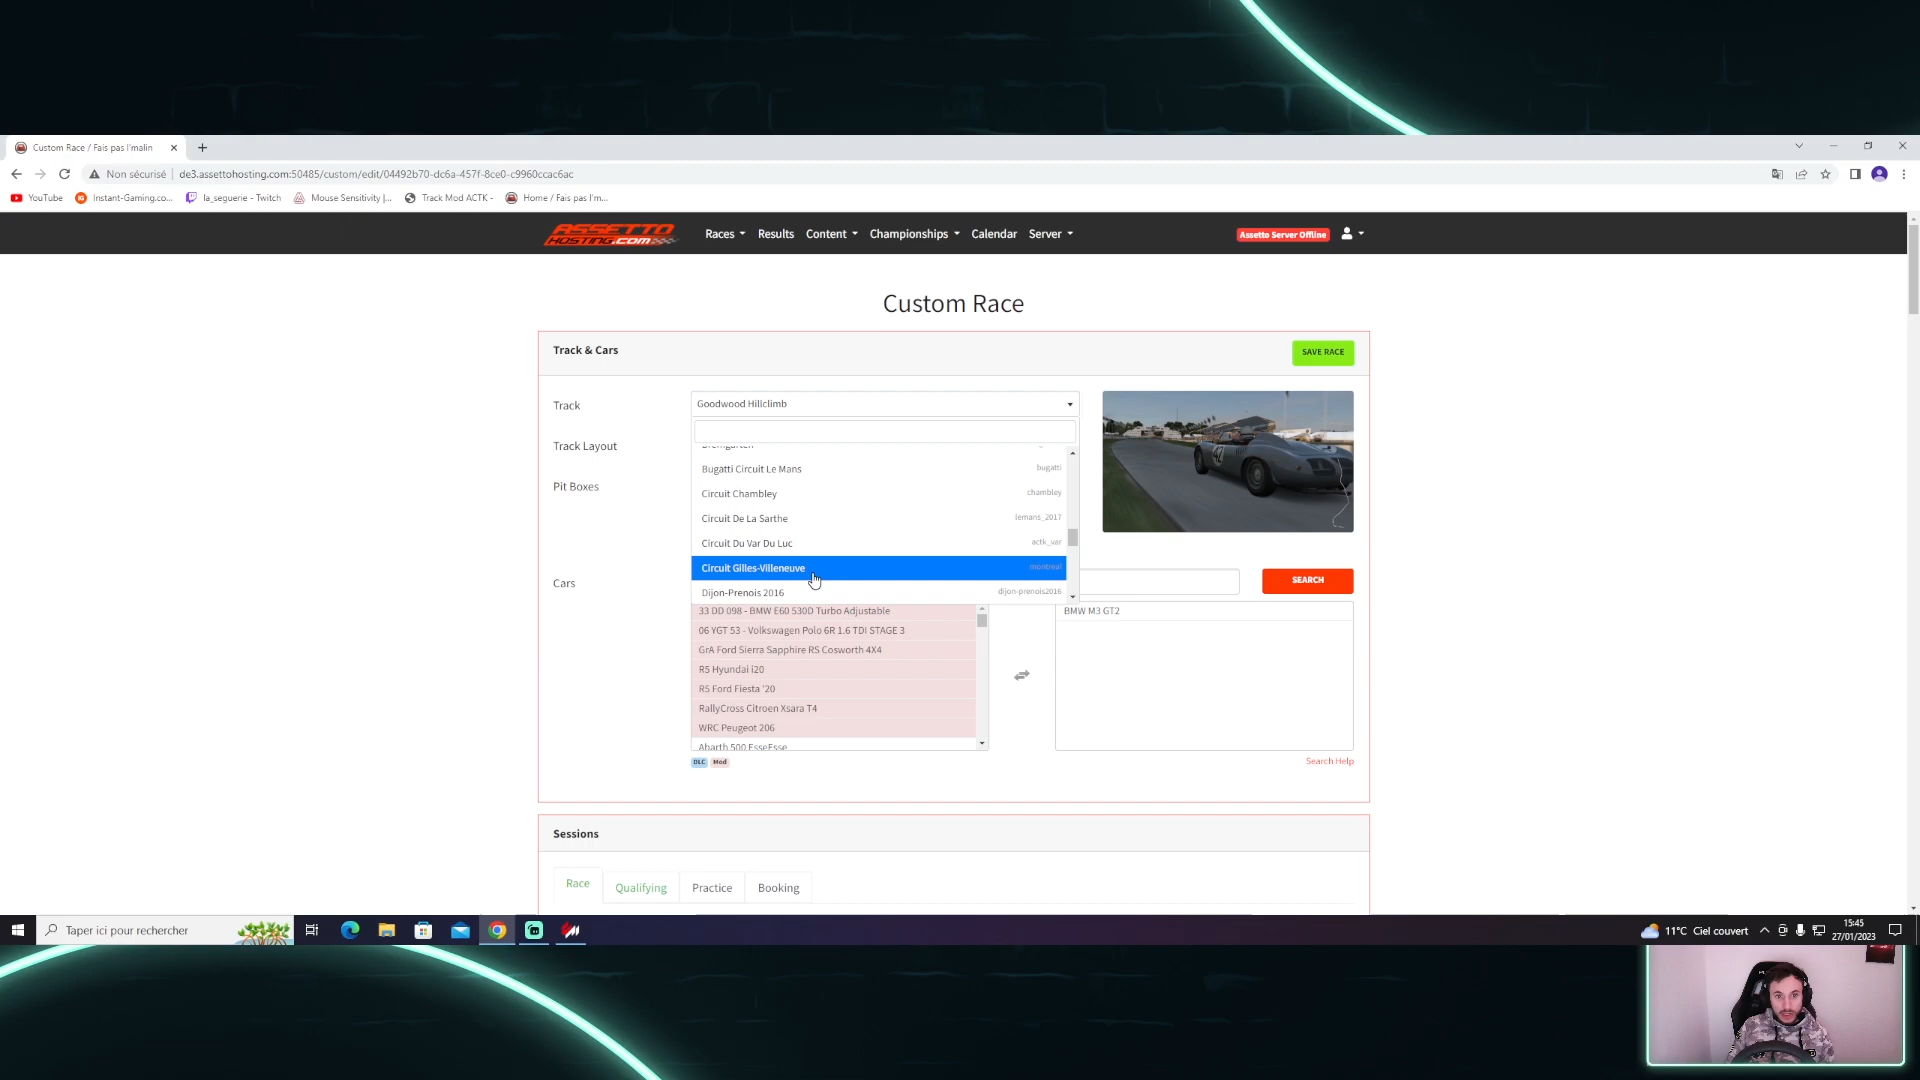 Custom Race / Fais pas l'malin
Non sécurisé
de3.assettohosting.com:50485/custom/edit/04492b70-dc6a-457f-8ce0-c9960ccac6ac
YouTube
Instant-Gaming.co...
la_seguerie - Twitch
Mouse Sensitivity |...
Track Mod ACTK -
Home / Fais pas l'm...
ASSETTO
HOSTING.COM
Races
Results
Content
Championships
Calendar
Server
Assetto Server Offline
Custom Race
Track & Cars
SAVE RACE
Track
Goodwood Hillclimb
Track Layout
Pit Boxes
Bugatti Circuit Le Mans bugatti
Circuit Chambley chambley
Circuit De La Sarthe lemans_2017
Circuit Du Var Du Luc actk_var
Circuit Gilles-Villeneuve montreal
Dijon-Prenois 2016 dijon-prenois2016
42
Cars
SEARCH
33 DD 098 - BMW E60 530D Turbo Adjustable
06 YGT 53 - Volkswagen Polo 6R 1.6 TDI STAGE 3
GrA Ford Sierra Sapphire RS Cosworth 4X4
R5 Hyundai i20
R5 Ford Fiesta '20
RallyCross Citroen Xsara T4
WRC Peugeot 206
Abarth 500 EsseEsse
BMW M3 GT2
DLC Mod
Search Help
Sessions
Race
Qualifying
Practice
Booking
Taper ici pour rechercher
11°C Ciel couvert
15:45
27/01/2023